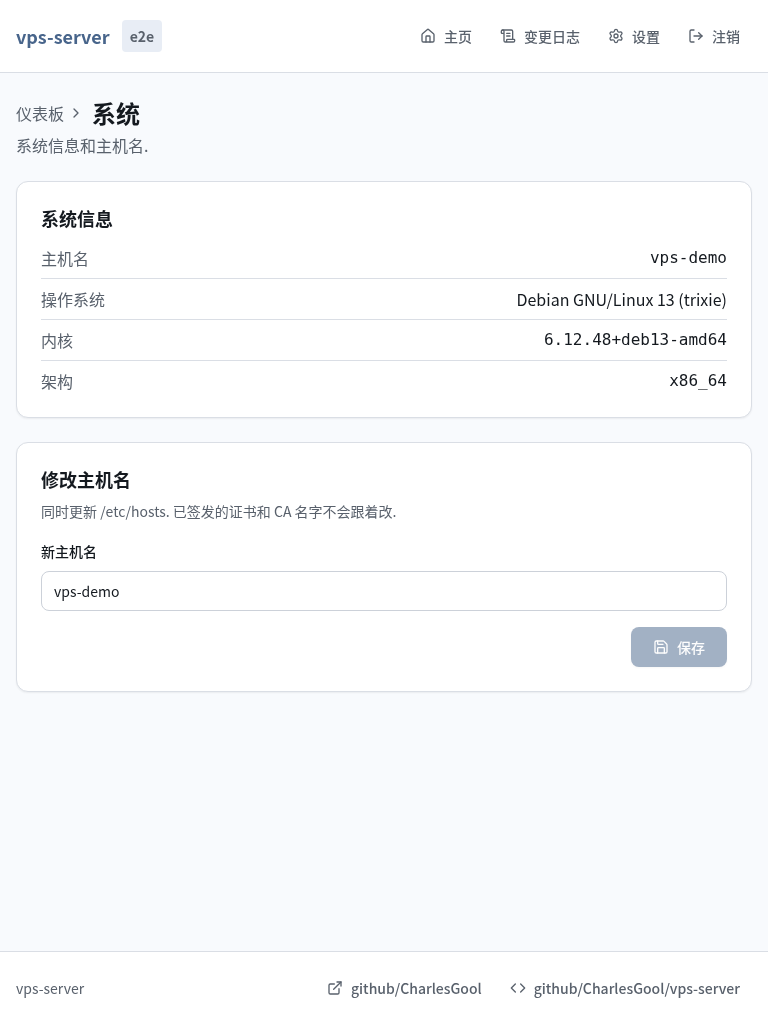 vps-server e2e 主页 变更日志 设置 注销
仪表板 系统
系统信息和主机名.
系统信息
主机名 vps-demo
操作系统 Debian GNU/Linux 13 (trixie)
内核 6.12.48+deb13-amd64
架构 x86_64
修改主机名
同时更新 /etc/hosts. 已签发的证书和 CA 名字不会跟着改.
新主机名
vps-demo
保存
vps-server github/CharlesGool github/CharlesGool/vps-server